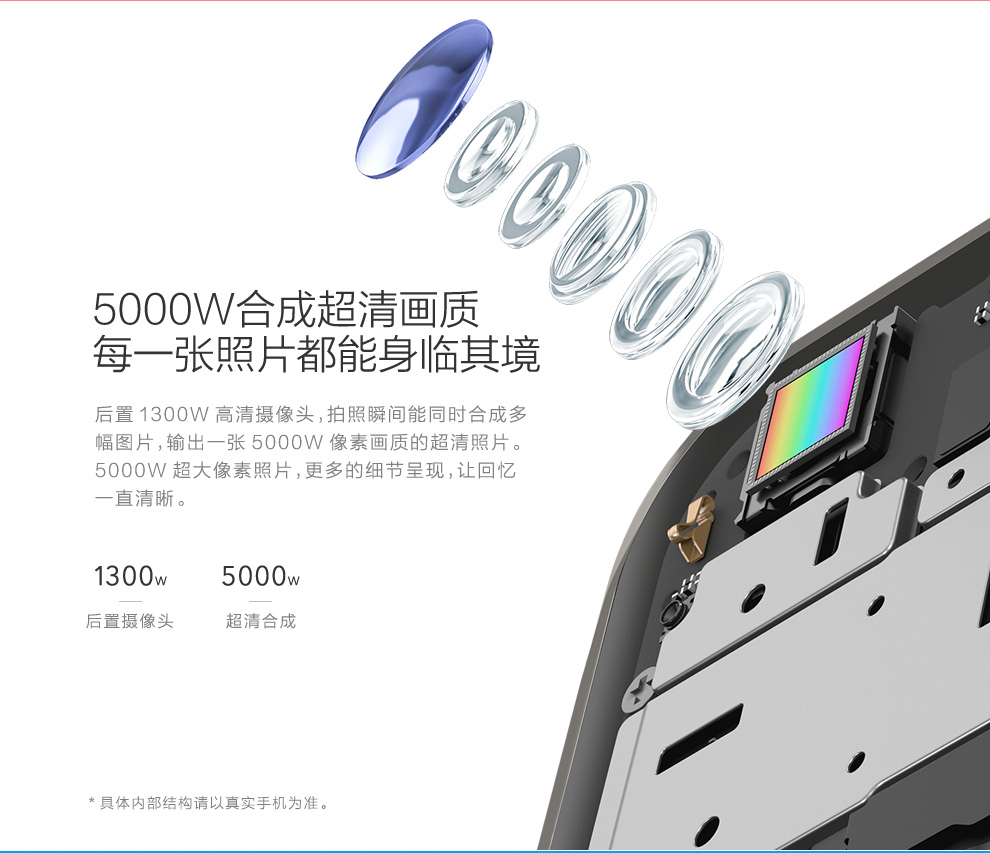 5000W合成超清画质
每一张照片都能身临其境
后置 1300W 高清摄像头,拍照瞬间能同时合成多
幅图片,输出一张 5000W 像素画质的超清照片。
5000W 超大像素照片,更多的细节呈现,让回忆
一直清晰。
1300w 5000w
后置摄像头 超清合成
* 具体内部结构请以真实手机为准。